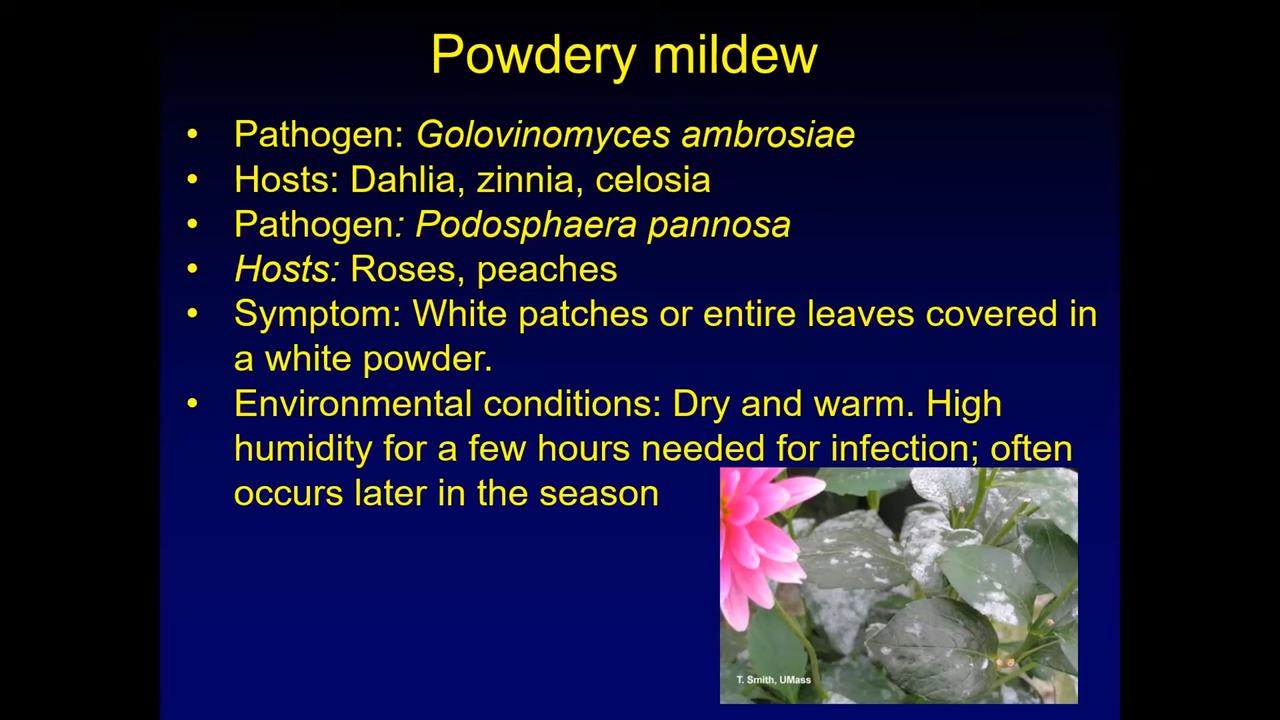 Powdery mildew
• Pathogen: Golovinomyces ambrosiae
• Hosts: Dahlia, zinnia, celosia
• Pathogen: Podosphaera pannosa
• Hosts: Roses, peaches
• Symptom: White patches or entire leaves covered in
a white powder.
• Environmental conditions: Dry and warm. High
humidity for a few hours needed for infection; often
occurs later in the season
T. Smith, UMass